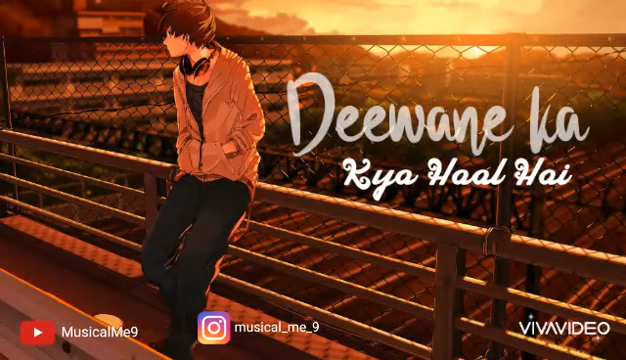 Deewane ka
Kya Haal Hai
MusicalMe9
musical_me_9
VIVAVIDEO